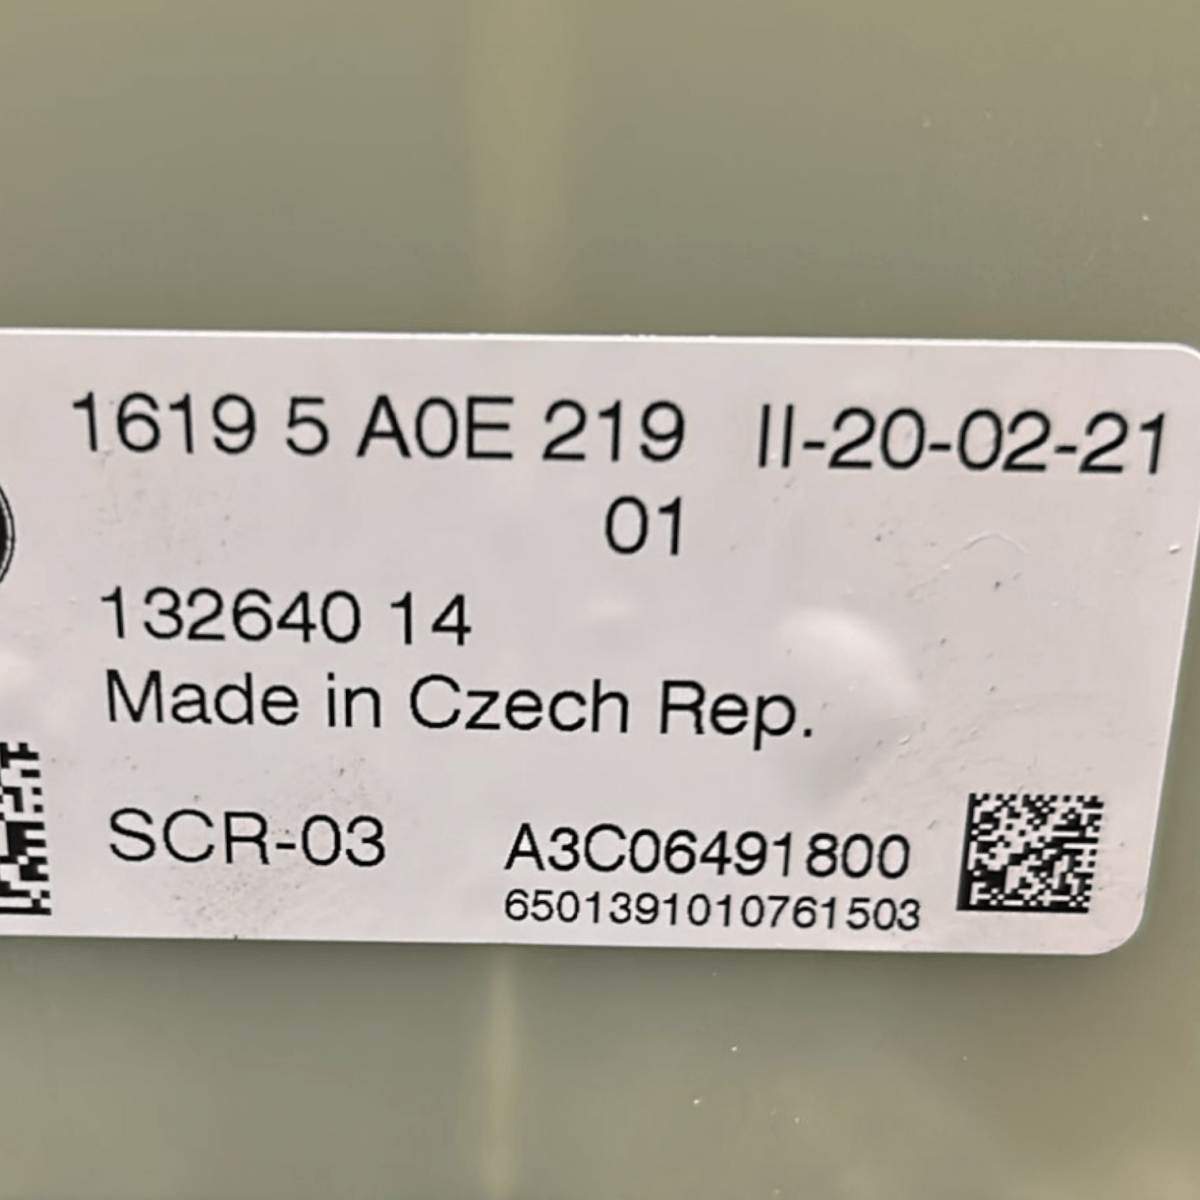 1619 5 A0E 219 II-20-02-21
01
132640 14
Made in Czech Rep.
SCR-03 A3C06491800
6501391010761503